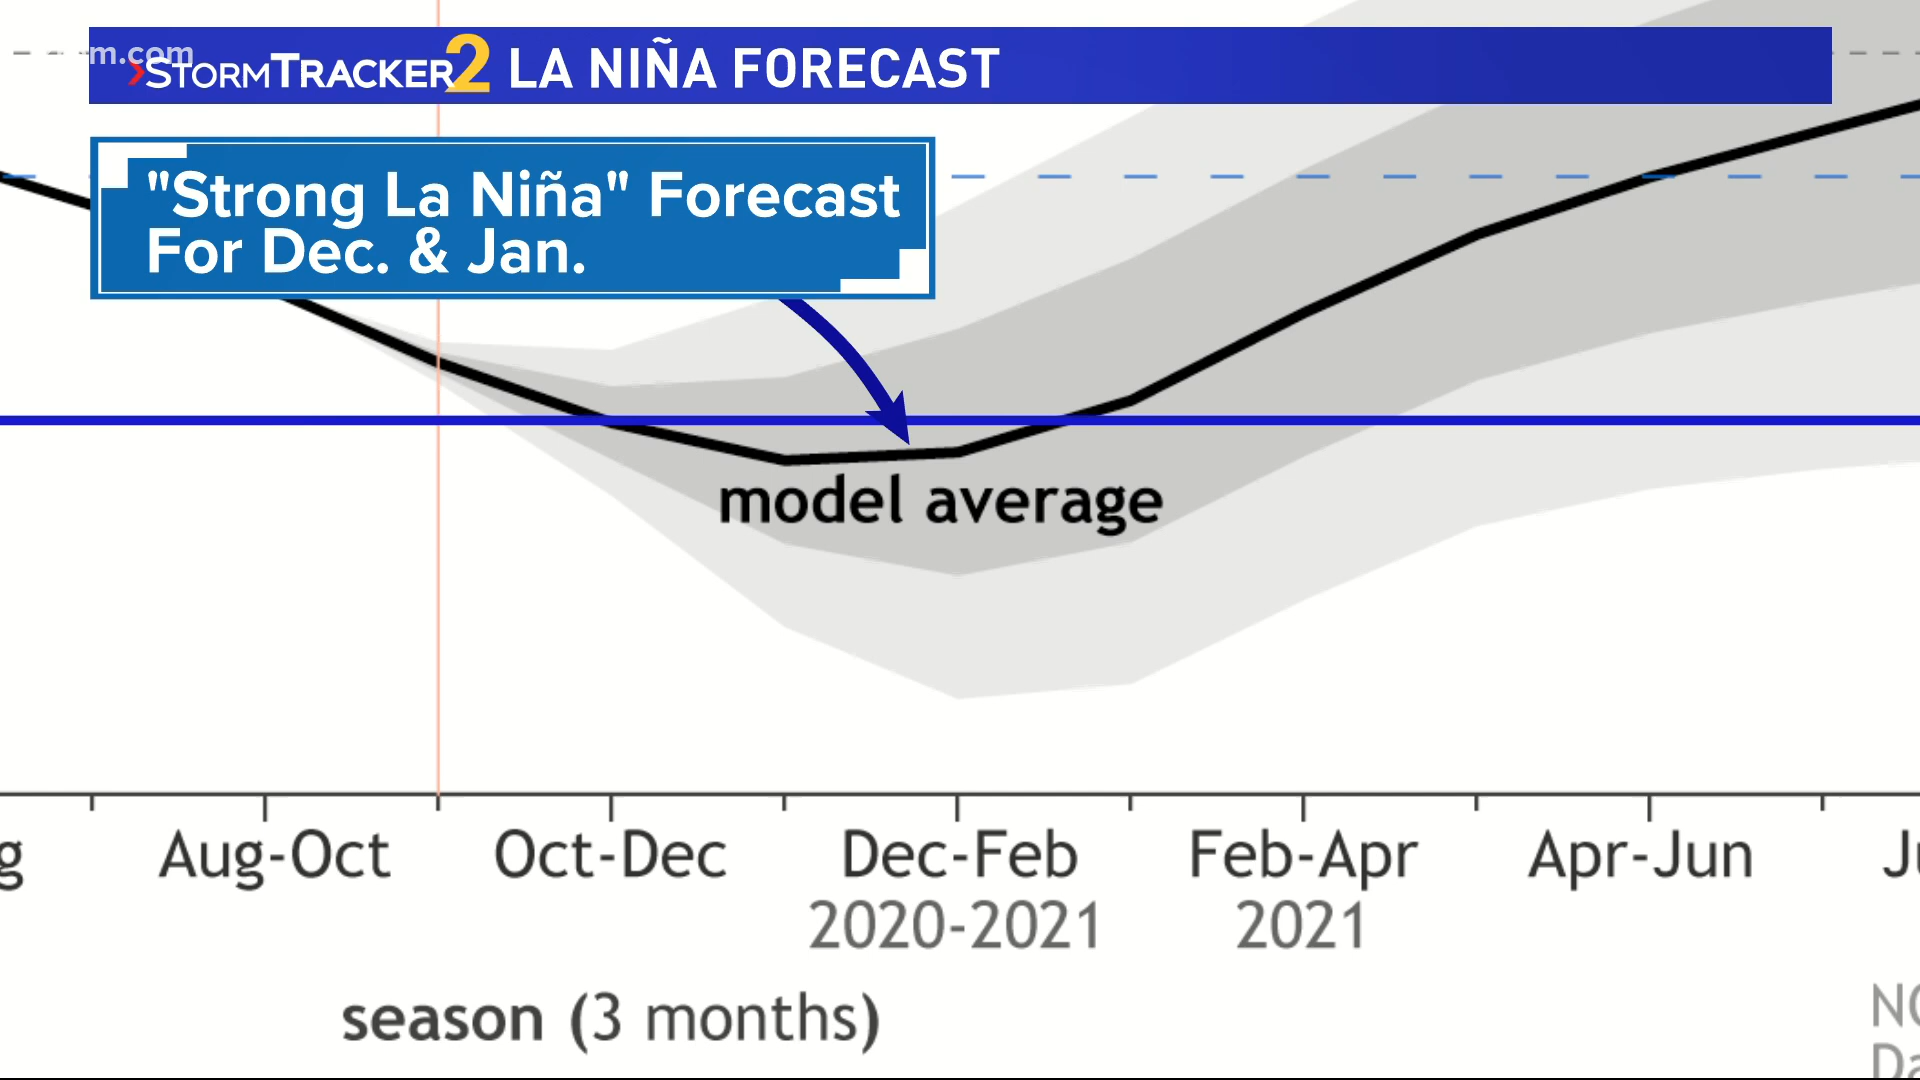 m.com
STORMTRACKER2 LA NIÑA FORECAST
"Strong La Niña" Forecast
For Dec. & Jan.
model average
g Aug-Oct Oct-Dec Dec-Feb Feb-Apr Apr-Jun
2020-2021 2021
season (3 months)